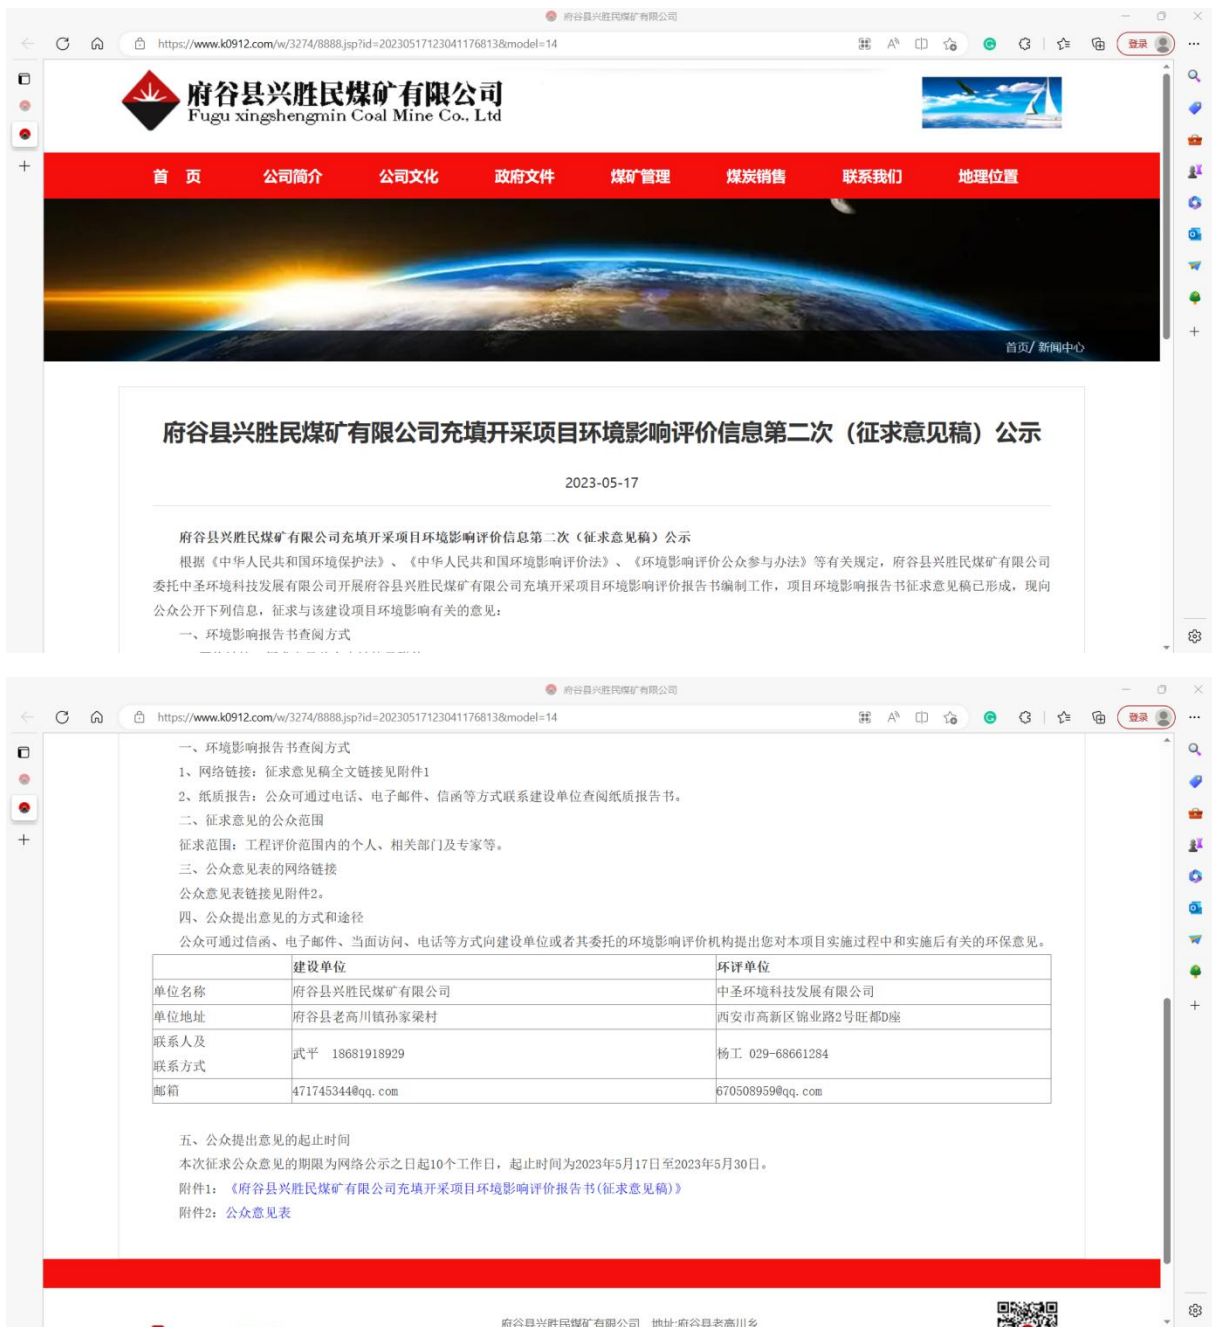 府谷县兴胜民煤矿有限公司
https://www.k0912.com/w/3274/8888.jsp?id=20230517123041176813&model=14
登录
府谷县兴胜民煤矿有限公司
Fugu xingshengmin Coal Mine Co., Ltd
首 页 公司简介 公司文化 政府文件 煤矿管理 煤炭销售 联系我们 地理位置
首页/ 新闻中心
府谷县兴胜民煤矿有限公司充填开采项目环境影响评价信息第二次（征求意见稿）公示
2023-05-17
府谷县兴胜民煤矿有限公司充填开采项目环境影响评价信息第二次（征求意见稿）公示
根据《中华人民共和国环境保护法》、《中华人民共和国环境影响评价法》、《环境影响评价公众参与办法》等有关规定，府谷县兴胜民煤矿有限公司
委托中圣环境科技发展有限公司开展府谷县兴胜民煤矿有限公司充填开采项目环境影响评价报告书编制工作，项目环境影响报告书征求意见稿已形成，现向
公众公开下列信息，征求与该建设项目环境影响有关的意见：
一、环境影响报告书查阅方式
府谷县兴胜民煤矿有限公司
https://www.k0912.com/w/3274/8888.jsp?id=20230517123041176813&model=14
登录
一、环境影响报告书查阅方式
1、网络链接：征求意见稿全文链接见附件1
2、纸质报告：公众可通过电话、电子邮件、信函等方式联系建设单位查阅纸质报告书。
二、征求意见的公众范围
征求范围：工程评价范围内的个人、相关部门及专家等。
三、公众意见表的网络链接
公众意见表链接见附件2。
四、公众提出意见的方式和途径
公众可通过信函、电子邮件、当面访问、电话等方式向建设单位或者其委托的环境影响评价机构提出您对本项目实施过程中和实施后有关的环保意见。
建设单位 环评单位
单位名称 府谷县兴胜民煤矿有限公司 中圣环境科技发展有限公司
单位地址 府谷县老高川镇孙家梁村 西安市高新区锦业路2号旺都D座
联系人及
联系方式 武平 18681918929 杨工 029-68661284
邮箱 471745344@qq.com 670508959@qq.com
五、公众提出意见的起止时间
本次征求公众意见的期限为网络公示之日起10个工作日，起止时间为2023年5月17日至2023年5月30日。
附件1：《府谷县兴胜民煤矿有限公司充填开采项目环境影响评价报告书(征求意见稿)》
附件2：公众意见表
府谷县兴胜民煤矿有限公司 地址:府谷县老高川乡